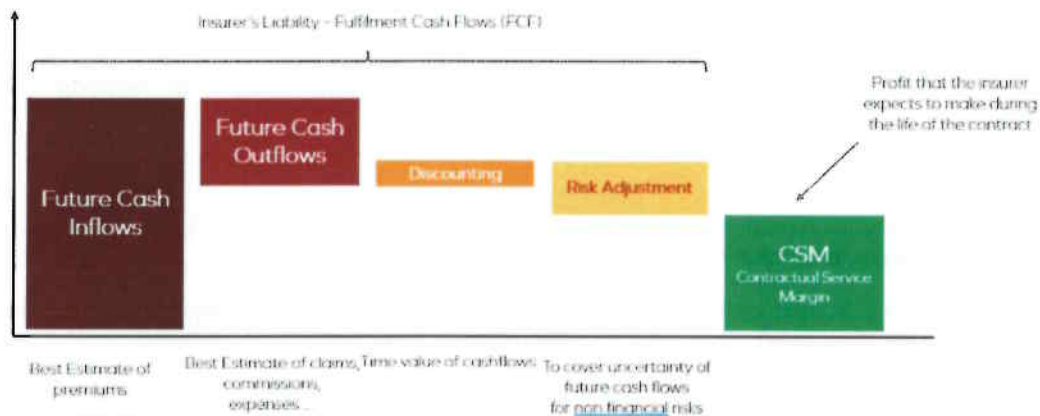 Insurer's Liability - Fulfilment Cash Flows (FCF)
Profit that the insurer
expects to make during
the life of the contract
Future Cash
Inflows
Future Cash
Outflows
Discounting
Risk Adjustment
CSM
Contractual Service
Margin
Best Estimate of
premiums
Best Estimate of claims,
commissions,
expenses...
Time value of cashflows
To cover uncertainty of
future cash flows
for non financial risks